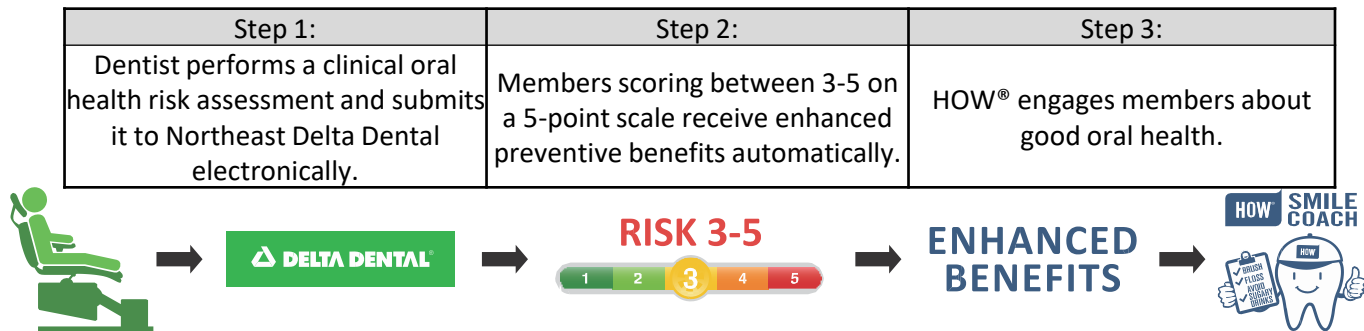 Step 1:
Step 2:
Step 3:
Dentist performs a clinical oral
health risk assessment and submits
it to Northeast Delta Dental
electronically.
Members scoring between 3-5 on
a 5-point scale receive enhanced
preventive benefits automatically.
HOW® engages members about
good oral health.
DELTA DENTAL®
RISK 3-5
1 2 3 4 5
ENHANCED
BENEFITS
HOW® SMILE
COACH
HOW
BRUSH
FLOSS
AVOID
SUGARY
DRINKS